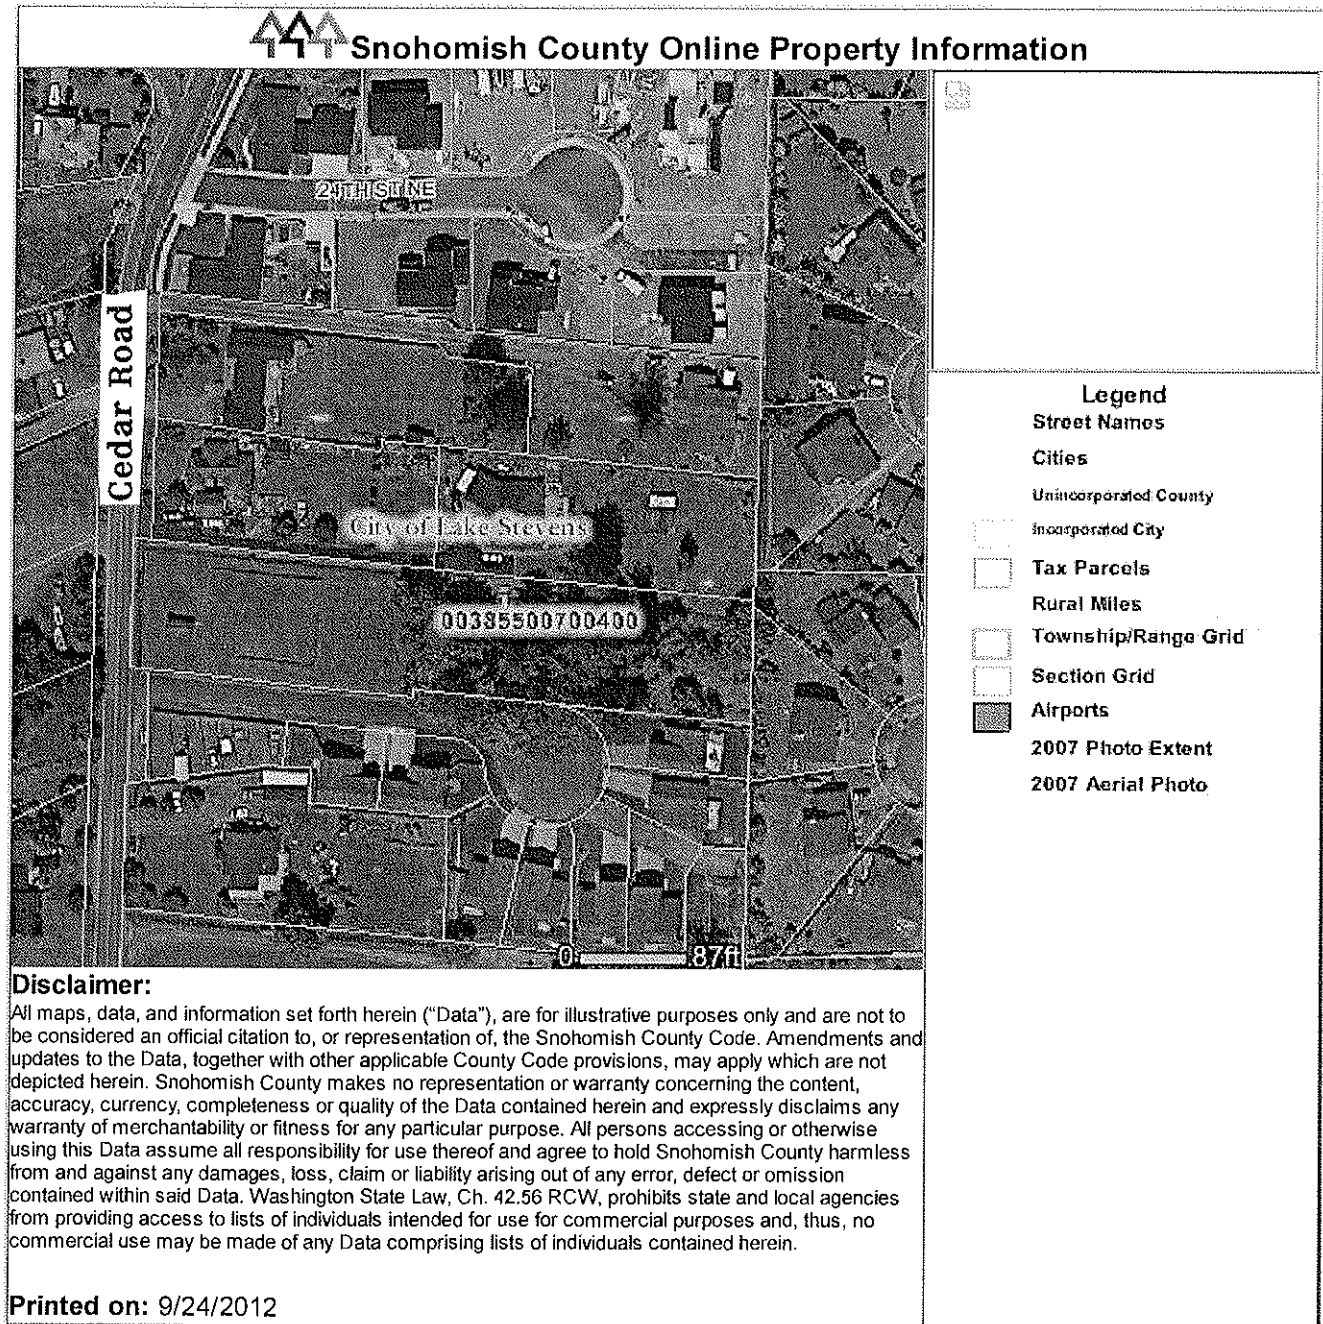 Snohomish County Online Property Information
24TH ST NE
Cedar Road
City of Lake Stevens
00385500700400
0 87ft
Legend
Street Names
Cities
Unincorporated County
Incorporated City
Tax Parcels
Rural Miles
Township/Range Grid
Section Grid
Airports
2007 Photo Extent
2007 Aerial Photo
Disclaimer:
All maps, data, and information set forth herein ("Data"), are for illustrative purposes only and are not to
be considered an official citation to, or representation of, the Snohomish County Code. Amendments and
updates to the Data, together with other applicable County Code provisions, may apply which are not
depicted herein. Snohomish County makes no representation or warranty concerning the content,
accuracy, currency, completeness or quality of the Data contained herein and expressly disclaims any
warranty of merchantability or fitness for any particular purpose. All persons accessing or otherwise
using this Data assume all responsibility for use thereof and agree to hold Snohomish County harmless
from and against any damages, loss, claim or liability arising out of any error, defect or omission
contained within said Data. Washington State Law, Ch. 42.56 RCW, prohibits state and local agencies
from providing access to lists of individuals intended for use for commercial purposes and, thus, no
commercial use may be made of any Data comprising lists of individuals contained herein.
Printed on: 9/24/2012